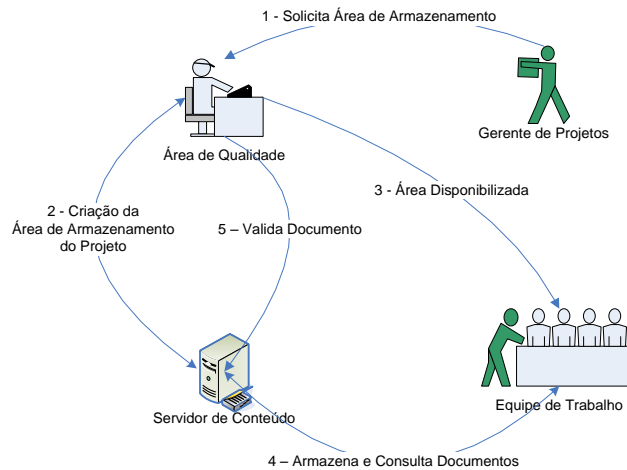 1 - Solicita Área de Armazenamento
Gerente de Projetos
Área de Qualidade
3 - Área Disponibilizada
2 - Criação da
Área de Armazenamento
do Projeto
5 – Valida Documento
Equipe de Trabalho
Servidor de Conteúdo
4 – Armazena e Consulta Documentos